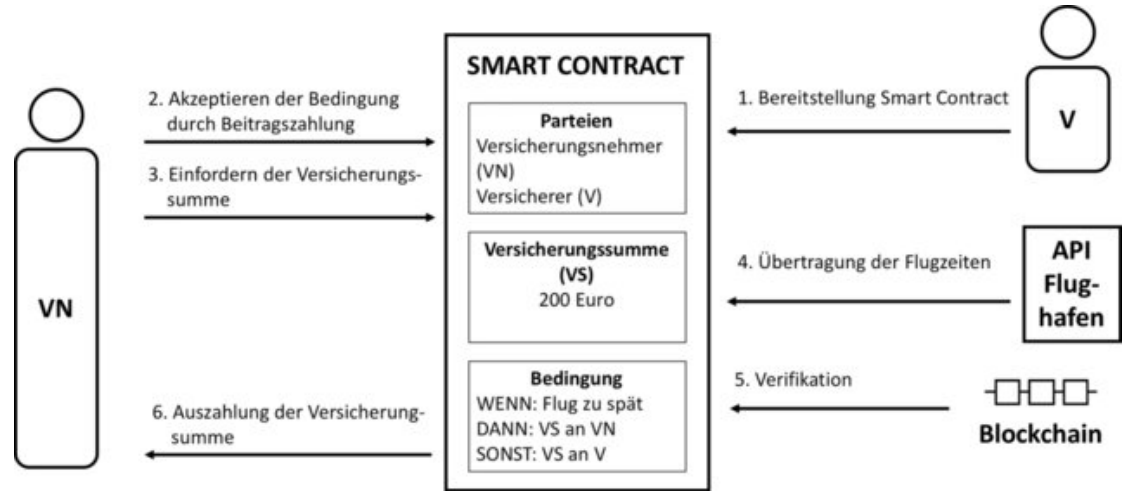 SMART CONTRACT
2. Akzeptieren der Bedingung
durch Beitragszahlung
1. Bereitstellung Smart Contract
V
Parteien
Versicherungsnehmer
(VN)
Versicherer (V)
3. Einfordern der Versicherungs-
summe
VN
Versicherungssumme
(VS)
200 Euro
4. Übertragung der Flugzeiten
API
Flug-
hafen
Bedingung
WENN: Flug zu spät
DANN: VS an VN
SONST: VS an V
5. Verifikation
Blockchain
6. Auszahlung der Versicherung-
summe